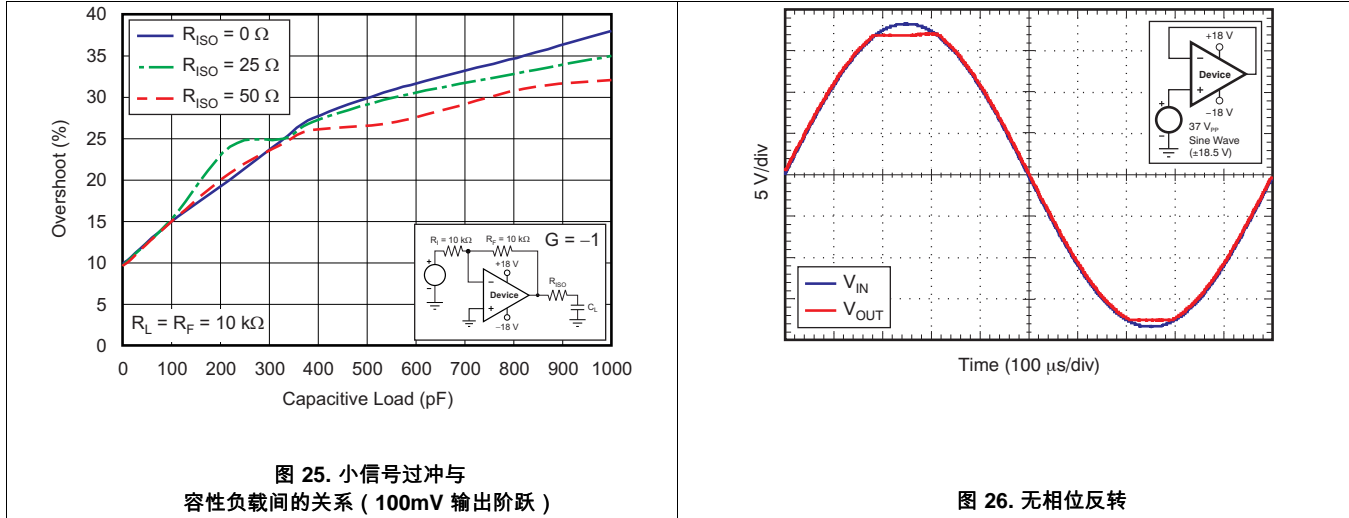 40
35
30
25
20
15
10
5
0
Overshoot (%)
R_ISO = 0 Ω
R_ISO = 25 Ω
R_ISO = 50 Ω
R_I = 10 kΩ
R_F = 10 kΩ
G = –1
+18 V
−
Device
+
–18 V
R_ISO
C_L
+
−
R_L = R_F = 10 kΩ
0 100 200 300 400 500 600 700 800 900 1000
Capacitive Load (pF)
图 25. 小信号过冲与
容性负载间的关系（100mV 输出阶跃）
5 V/div
+18 V
−
Device
+
–18 V
+
−
37 V_PP
Sine Wave
(±18.5 V)
V_IN
V_OUT
Time (100 μs/div)
图 26. 无相位反转